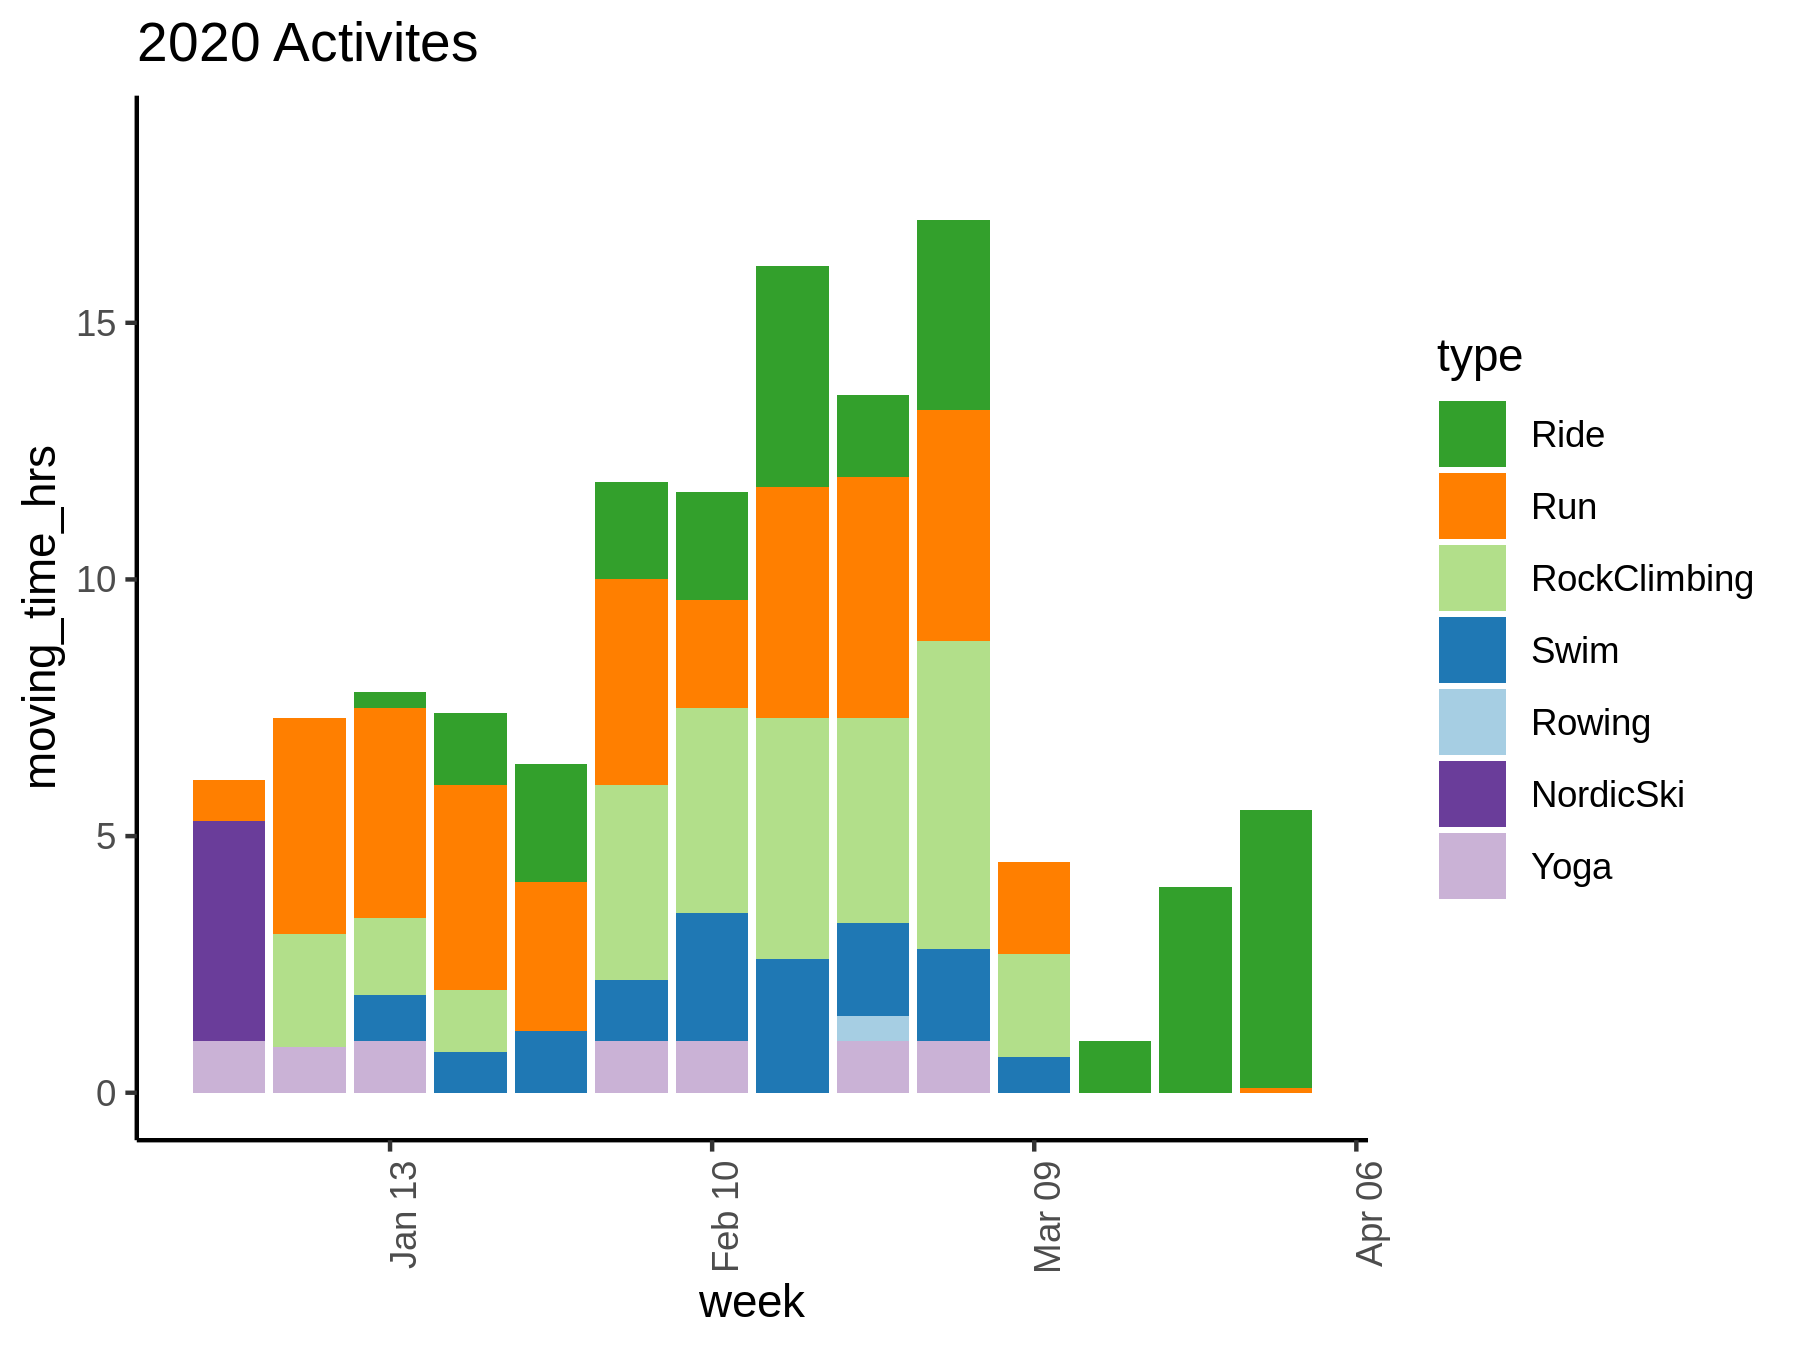 2020 Activites
moving_time_hrs
15
10
5
0
Jan 13
Feb 10
Mar 09
Apr 06
week
type
Ride
Run
RockClimbing
Swim
Rowing
NordicSki
Yoga